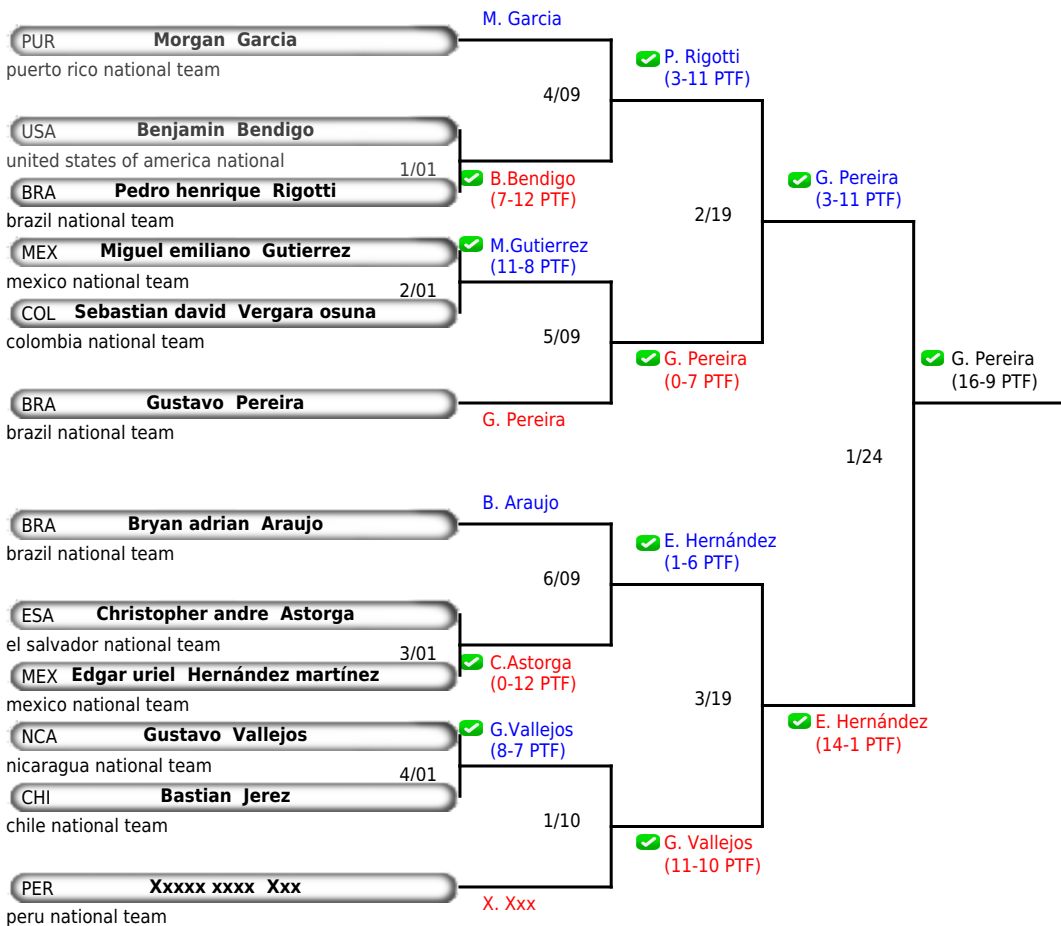 M. Garcia
PUR Morgan Garcia
puerto rico national team
4/09
P. Rigotti
(3-11 PTF)
USA Benjamin Bendigo
united states of america national
1/01
B.Bendigo
(7-12 PTF)
BRA Pedro henrique Rigotti
brazil national team
2/19
G. Pereira
(3-11 PTF)
MEX Miguel emiliano Gutierrez
mexico national team
2/01
M.Gutierrez
(11-8 PTF)
COL Sebastian david Vergara osuna
colombia national team
5/09
G. Pereira
(0-7 PTF)
BRA Gustavo Pereira
brazil national team
G. Pereira
G. Pereira
(16-9 PTF)
1/24
B. Araujo
BRA Bryan adrian Araujo
brazil national team
6/09
E. Hernández
(1-6 PTF)
ESA Christopher andre Astorga
el salvador national team
3/01
C.Astorga
(0-12 PTF)
MEX Edgar uriel Hernández martínez
mexico national team
3/19
E. Hernández
(14-1 PTF)
NCA Gustavo Vallejos
nicaragua national team
4/01
G.Vallejos
(8-7 PTF)
CHI Bastian Jerez
chile national team
1/10
G. Vallejos
(11-10 PTF)
PER Xxxxx xxxx Xxx
peru national team
X. Xxx